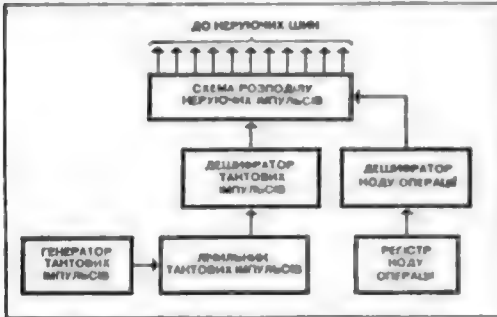 ДО КЕРУЮЧИХ ШИН
СХЕМА РОЗПОДІЛУ
КЕРУЮЧИХ ІМПУЛЬСІВ
ДЕШИФРАТОР
ТАКТОВИХ
ІМПУЛЬСІВ
ДЕШИФРАТОР
КОДУ ОПЕРАЦІЇ
ГЕНЕРАТОР
ТАКТОВИХ
ІМПУЛЬСІВ
ЛІЧИЛЬНИК
ТАКТОВИХ ІМПУЛЬСІВ
РЕГІСТР
КОДУ
ОПЕРАЦІЇ